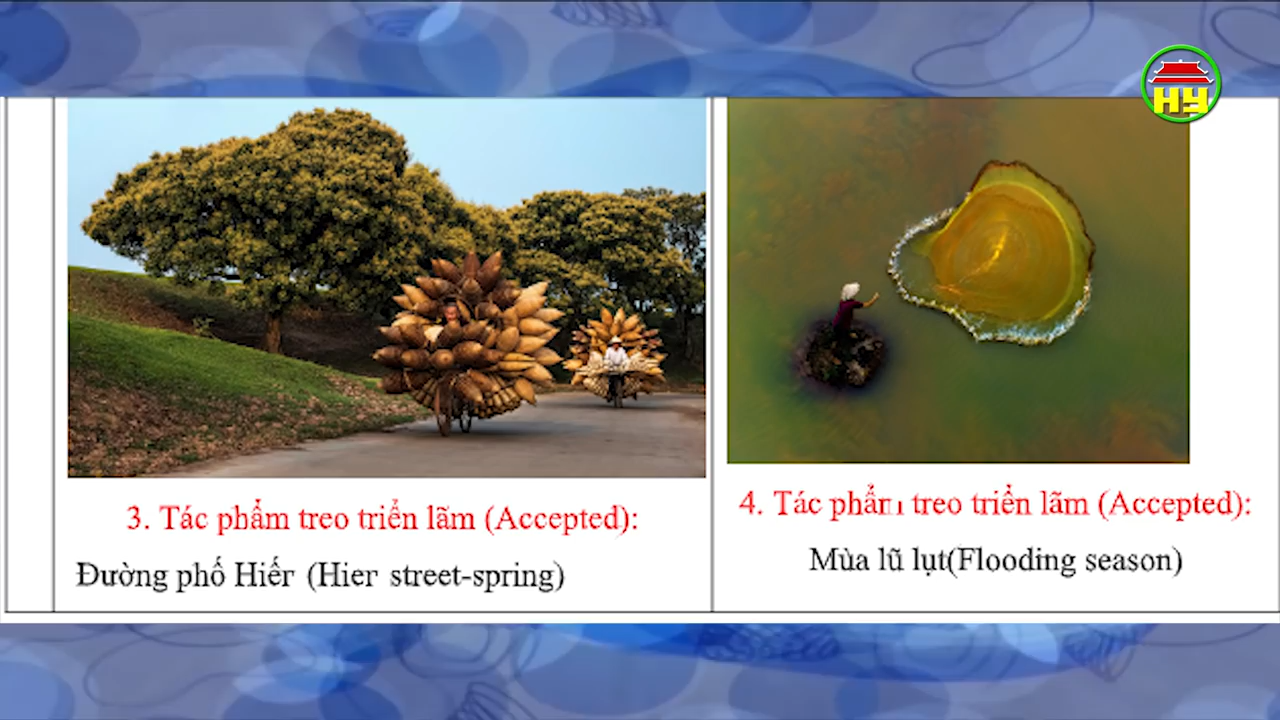 HY
3. Tác phẩm treo triển lãm (Accepted):
Đường phố Hiến (Hier street-spring)
4. Tác phẩm treo triển lãm (Accepted):
Mùa lũ lụt(Flooding season)